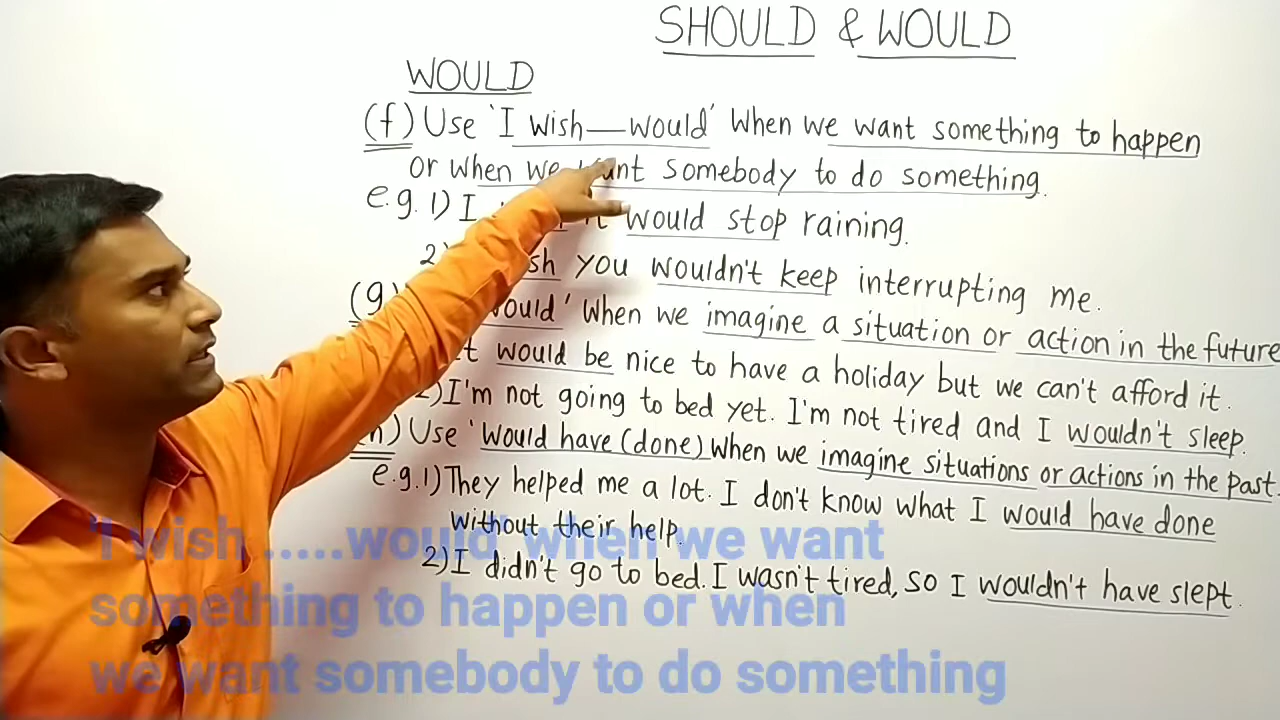 SHOULD & WOULD
WOULD
(f) Use 'I wish—would' when we want something to happen
or when we want somebody to do something.
e.g. 1) I it would stop raining.
2) you wouldn't keep interrupting me.
(g) would' when we imagine a situation or action in the future
would be nice to have a holiday but we can't afford it.
2) I'm not going to bed yet. I'm not tired and I wouldn't sleep.
(h) Use 'would have (done) when we imagine situations or actions in the past.
e.g. 1) They helped me a lot. I don't know what I would have done
without their help.
2) I didn't go to bed. I wasn't tired, so I wouldn't have slept.
'I wish .....would' when we want
something to happen or when
we want somebody to do something